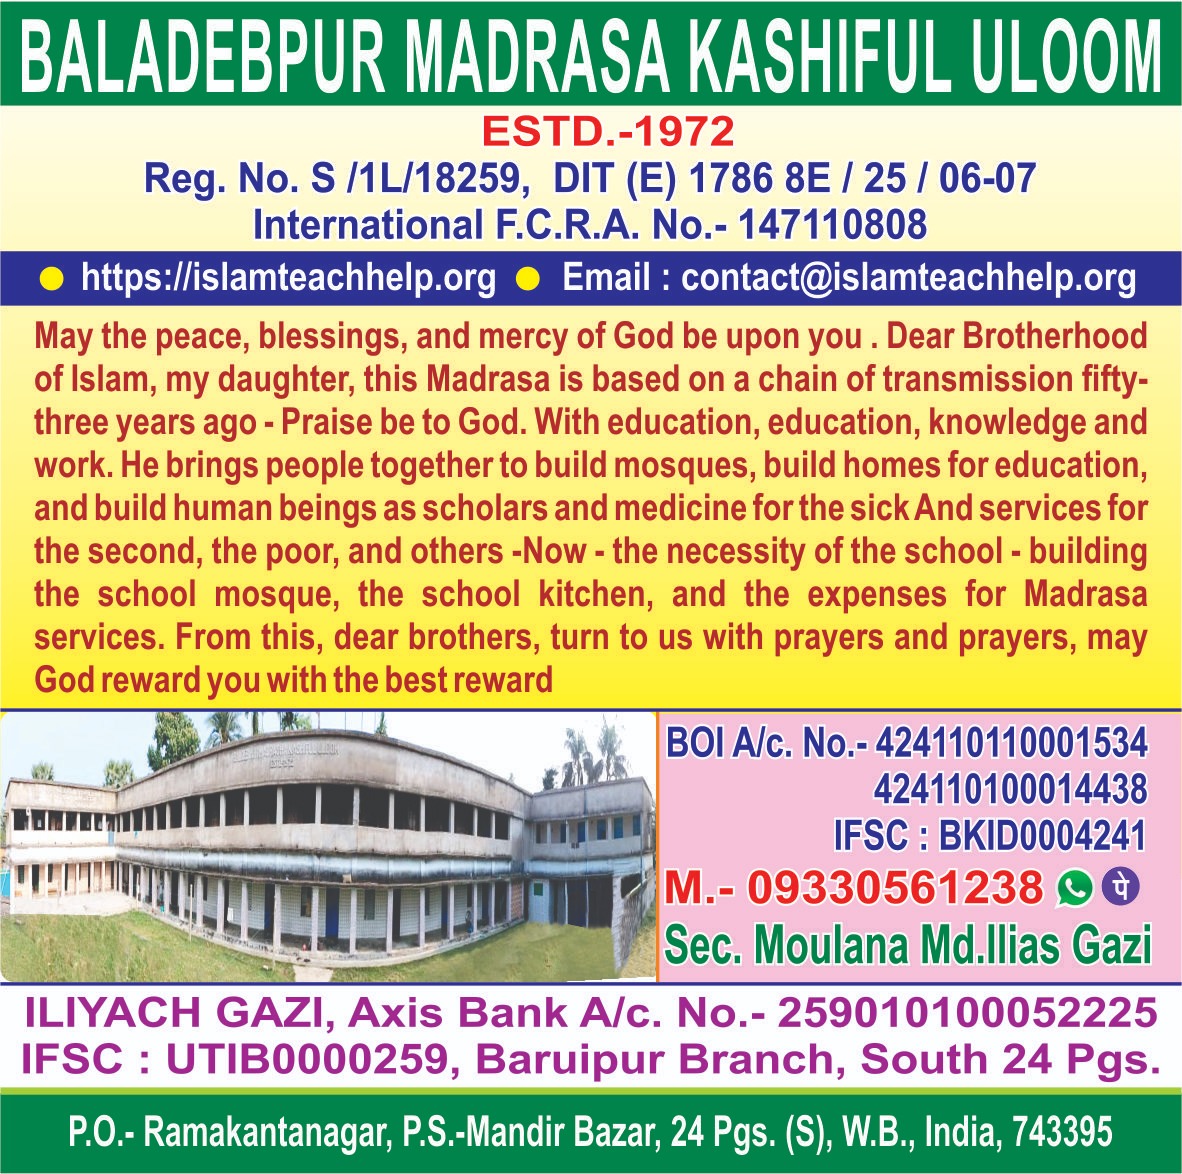 BALADEBPUR MADRASA KASHIFUL ULOOM
ESTD.-1972
Reg. No. S /1L/18259, DIT (E) 1786 8E / 25 / 06-07
International F.C.R.A. No.- 147110808
https://islamteachhelp.org Email : contact@islamteachhelp.org
May the peace, blessings, and mercy of God be upon you . Dear Brotherhood
of Islam, my daughter, this Madrasa is based on a chain of transmission fifty-
three years ago - Praise be to God. With education, education, knowledge and
work. He brings people together to build mosques, build homes for education,
and build human beings as scholars and medicine for the sick And services for
the second, the poor, and others -Now - the necessity of the school - building
the school mosque, the school kitchen, and the expenses for Madrasa
services. From this, dear brothers, turn to us with prayers and prayers, may
God reward you with the best reward
BOI A/c. No.- 424110110001534
424110100014438
IFSC : BKID0004241
M.- 09330561238 पे
Sec. Moulana Md.Ilias Gazi
ILIYACH GAZI, Axis Bank A/c. No.- 259010100052225
IFSC : UTIB0000259, Baruipur Branch, South 24 Pgs.
P.O.- Ramakantanagar, P.S.-Mandir Bazar, 24 Pgs. (S), W.B., India, 743395